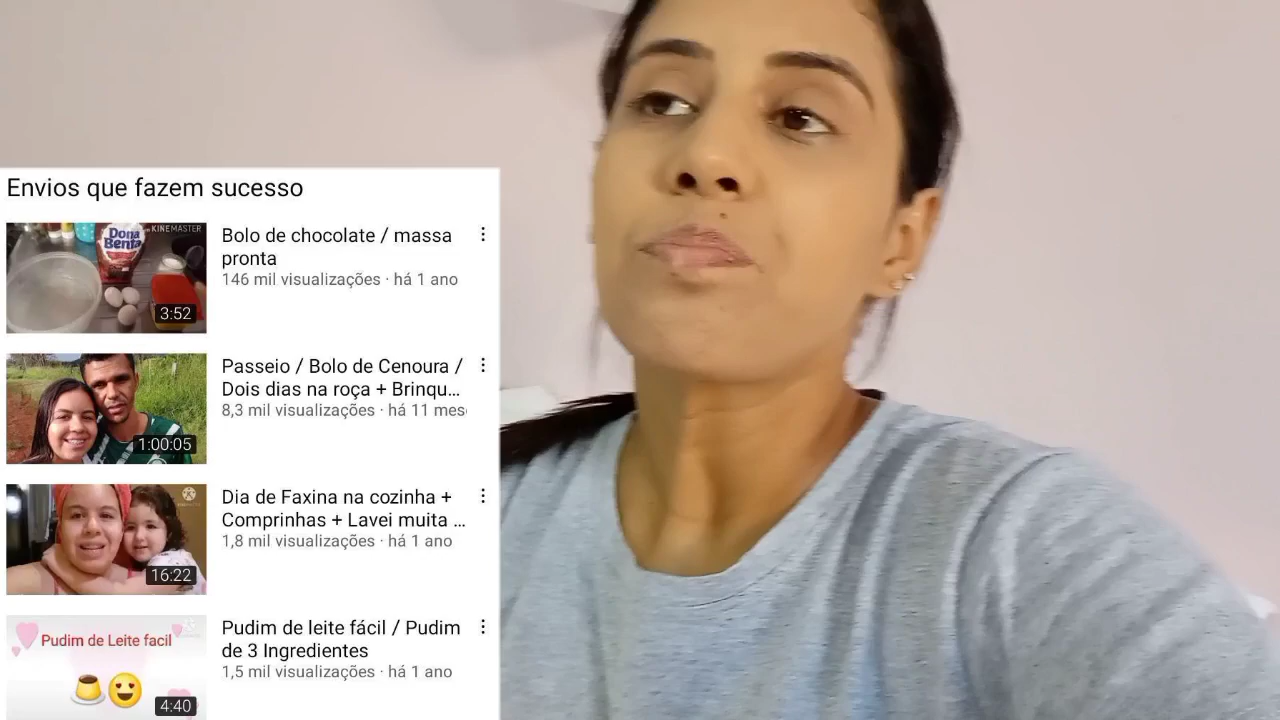 Envios que fazem sucesso
Dona
Benta
KINEMASTER
3:52
Bolo de chocolate / massa
pronta
146 mil visualizações · há 1 ano
1:00:05
Passeio / Bolo de Cenoura /
Dois dias na roça + Brinqu...
8,3 mil visualizações · há 11 mes
16:22
Dia de Faxina na cozinha +
Comprinhas + Lavei muita ...
1,8 mil visualizações · há 1 ano
Pudim de Leite facil
4:40
Pudim de leite fácil / Pudim
de 3 Ingredientes
1,5 mil visualizações · há 1 ano